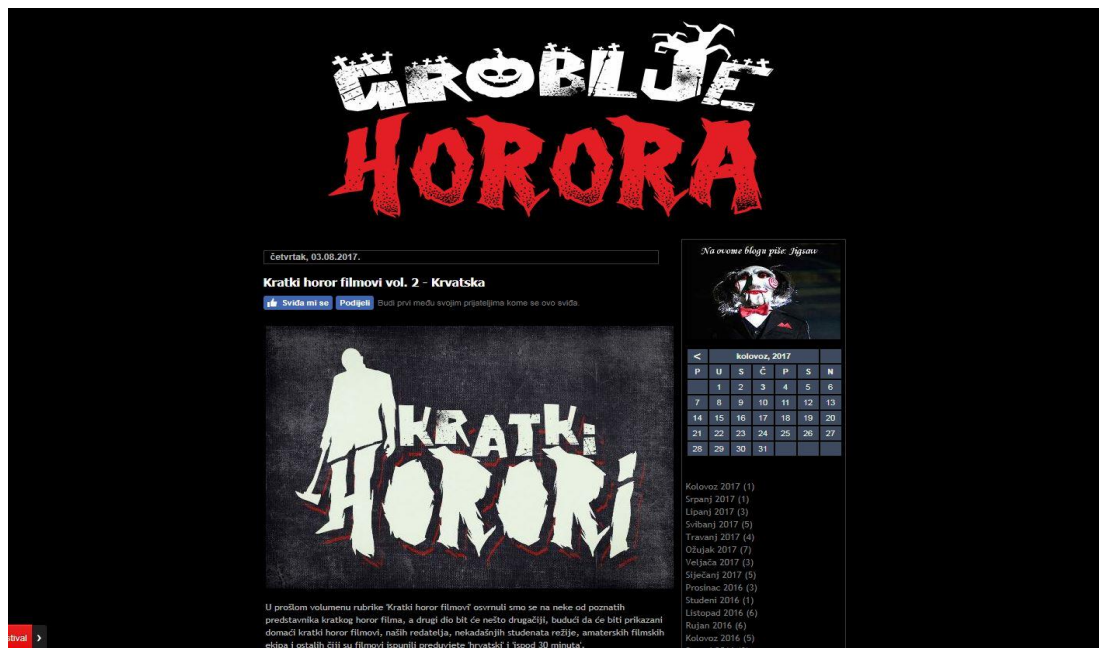 GROBLJE
HORORA
četvrtak, 03.08.2017.
Kratki horor filmovi vol. 2 - Krvatska
Sviđa mi se Podijeli Budi prvi među svojim prijateljima kome se ovo sviđa.
KRATKi
HORORi
U prošlom volumenu rubrike 'Kratki horor filmovi' osvrnuli smo se na neke od poznatih
predstavnika kratkog horor filma, a drugi dio bit će nešto drugačiji, budući da će biti prikazani
domaći kratki horor filmovi, naših redatelja, nekadašnjih studenata režije, amaterskih filmskih
ekipa i ostalih čiji su filmovi ispunili preduvjete 'hrvatski' i 'ispod 30 minuta'.
Na ovome blogu piše: Jigsaw
< kolovoz, 2017
P U S Č P S N
1 2 3 4 5 6
7 8 9 10 11 12 13
14 15 16 17 18 19 20
21 22 23 24 25 26 27
28 29 30 31
Kolovoz 2017 (1)
Srpanj 2017 (1)
Lipanj 2017 (3)
Svibanj 2017 (5)
Travanj 2017 (4)
Ožujak 2017 (7)
Veljača 2017 (3)
Siječanj 2017 (5)
Prosinac 2016 (3)
Studeni 2016 (1)
Listopad 2016 (6)
Rujan 2016 (6)
Kolovoz 2016 (5)
stival ›